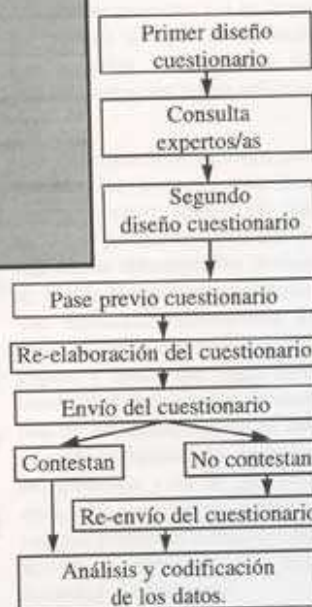 Primer diseño
cuestionario
Consulta
expertos/as
Segundo
diseño cuestionario
Pase previo cuestionario
Re-elaboración del cuestionario
Envío del cuestionario
Contestan
No contestan
Re-envío del cuestionario
Análisis y codificación
de los datos.